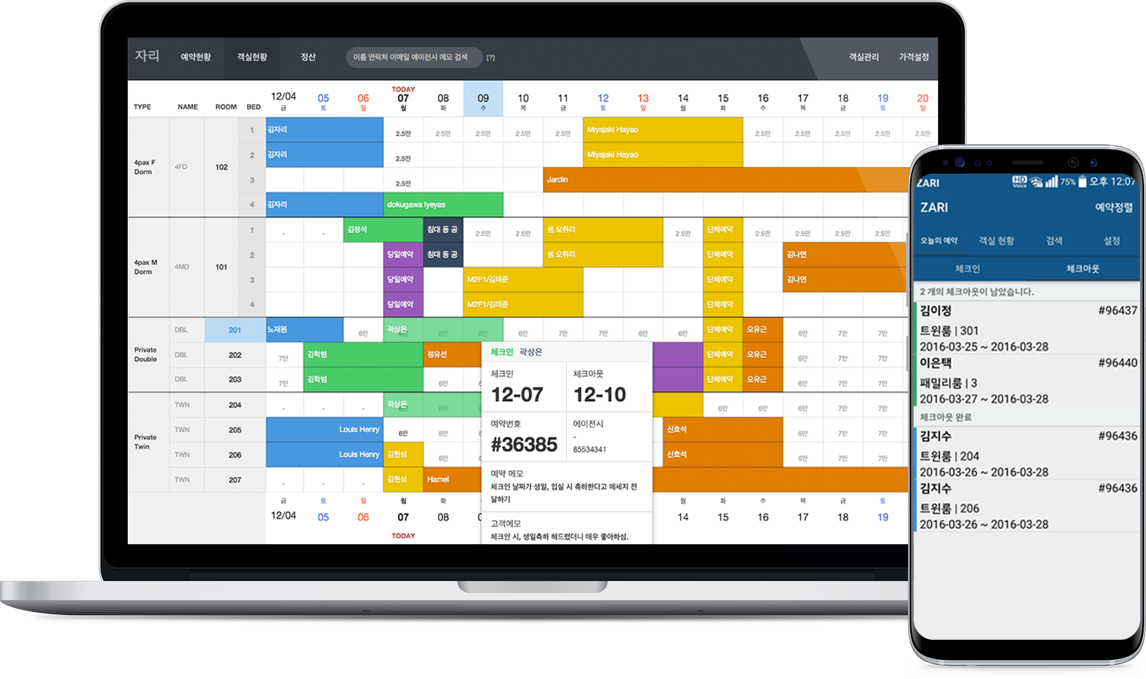 자리 예약현황 객실현황 정산 이름 연락처 이메일 에이전시 메모 검색 [?] 객실관리 가격설정
TODAY
TYPE NAME ROOM BED 12/04 05 06 07 08 09 10 11 12 13 14 15 16 17 18 19 20
금 토 일 월 화 수 목 금 토 일 월 화 수 목 금 토 일
1 김자리 2.5만 2.5만 2.5만 2.5만 2.5만 Miyajaki Hayao 2.5만 2.5만 2.5만 2.5만 2.5만
2 김자리 2.5만 Miyajaki Hayao
4pax F Dorm 4FD 102
3 2.5만 Jardin
4 김자리 dokugawa Iyeyas
1 - - 김정석 침대 등 공 2.5만 2.5만 샘 오취리 2.5만 단체예약 2.5만 2.5만 2.5만 2.5만
2 당일예약 침대 등 공 샘 오취리 단체예약 김나연
4pax M Dorm 4MD 101
3 당일예약 M2F1/김태준 단체예약 김나연
4 당일예약 M2F1/김태준 단체예약
DBL 201 노재원 6만 곽상은 6만 7만 7만 6만 6만 단체예약 오유근 6만 7만 7만
Private Double
DBL 202 7만 김학범 정유선 단체예약 오유근 6만 7만 7만
DBL 203 7만 김학범 6만 단체예약 오유근 6만 7만 7만
TWN 204 - - - 곽상은 6만 6만 6만 7만 7만
TWN 205 Louis Henry 6만 6만 신호석 6만 7만 7만
Private Twin
TWN 206 Louis Henry 김현성 6만 신호석 6만 7만 7만
TWN 207 - - - 김현성 Hamel
금 토 일 월 화 월 화 수 목 금 토
12/04 05 06 07 08 14 15 16 17 18 19
TODAY
체크인 곽상은
체크인 체크아웃
12-07 12-10
예약번호 에이전시
#36385 -
85534341
예약 메모
체크인 날짜가 생일, 입실 시 축하한다고 메세지 전
달하기
고객메모
체크인 시, 생일축하 해드렸더니 매우 좋아하심.
ZARI HD Voice 75% 오후 12:07
ZARI 예약정렬
오늘의 예약 객실 현황 검색 설정
체크인 체크아웃
2 개의 체크아웃이 남았습니다.
김이정 #96437
트윈룸 | 301
2016-03-25 ~ 2016-03-28
이은택 #96440
패밀리룸 | 3
2016-03-27 ~ 2016-03-28
체크아웃 완료
김지수 #96436
트윈룸 | 204
2016-03-26 ~ 2016-03-28
김지수 #96436
트윈룸 | 206
2016-03-26 ~ 2016-03-28